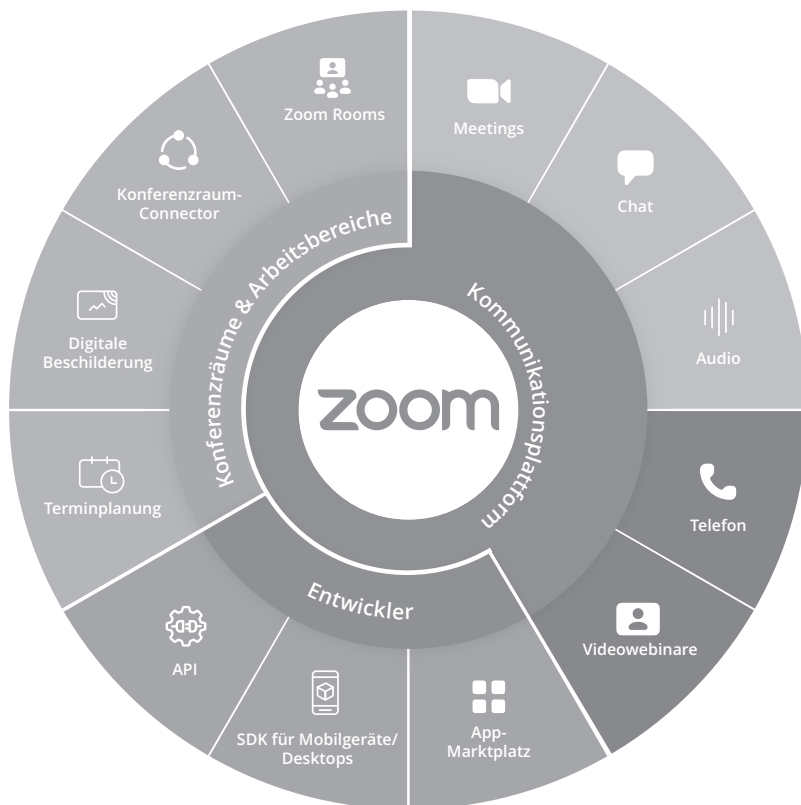 Zoom Rooms
Meetings
Konferenzraum-
Connector
Chat
Konferenzräume & Arbeitsbereiche
Kommunikationsplattform
Digitale
Beschilderung
Audio
zoom
Terminplanung
Telefon
Entwickler
API
Videowebinare
SDK für Mobilgeräte/
Desktops
App-
Marktplatz